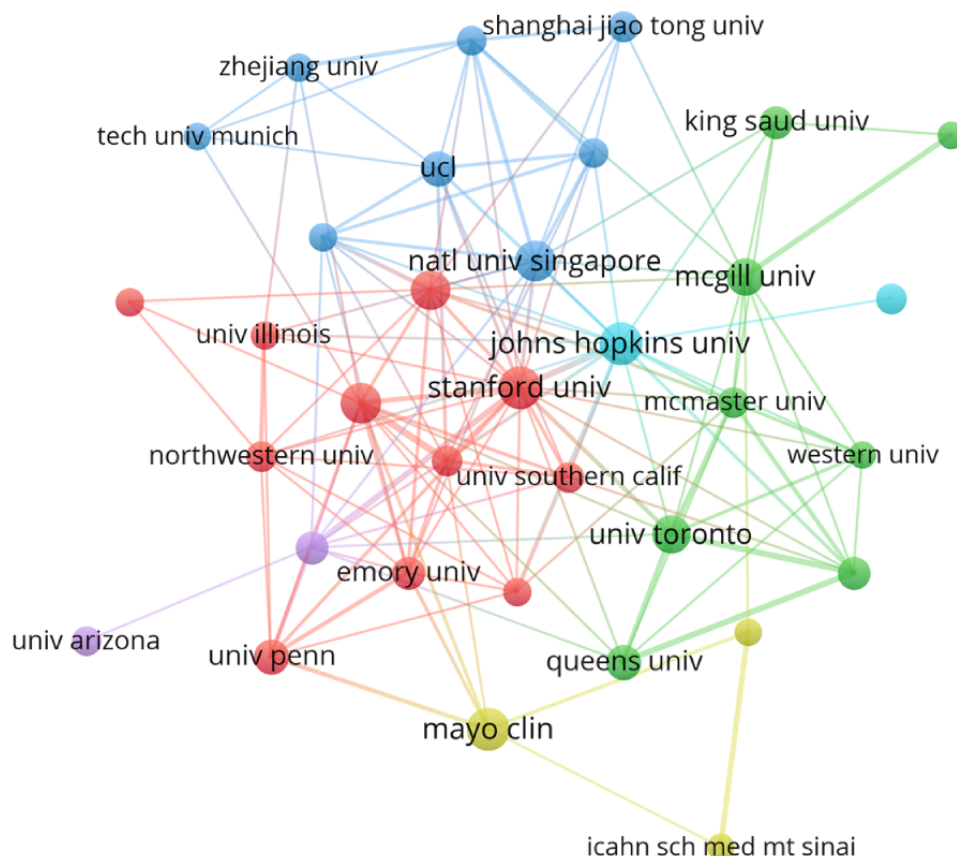 shanghai jiao tong univ
zhejiang univ
king saud univ
tech univ munich
ucl
natl univ singapore
mcgill univ
univ illinois
johns hopkins univ
stanford univ
mcmaster univ
northwestern univ
western univ
univ southern calif
univ toronto
emory univ
univ arizona
univ penn
queens univ
mayo clin
icahn sch med mt sinai